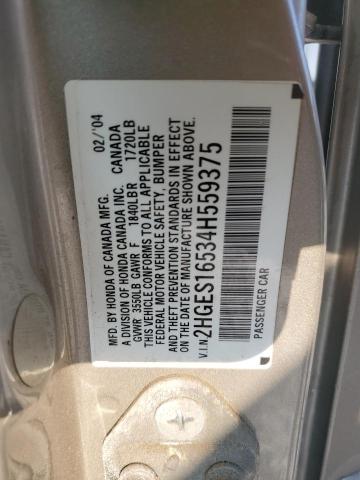 MFD. BY HONDA OF CANADA MFG. 02/'04
A DIVISION OF HONDA CANADA INC. CANADA
GVWR 3550LB GAWR F 1840LBR 1720LB
THIS VEHICLE CONFORMS TO ALL APPLICABLE
FEDERAL MOTOR VEHICLE SAFETY, BUMPER
AND THEFT PREVENTION STANDARDS IN EFFECT
ON THE DATE OF MANUFACTURE SHOWN ABOVE.
V.I.N. 2HGES16534H559375
PASSENGER CAR